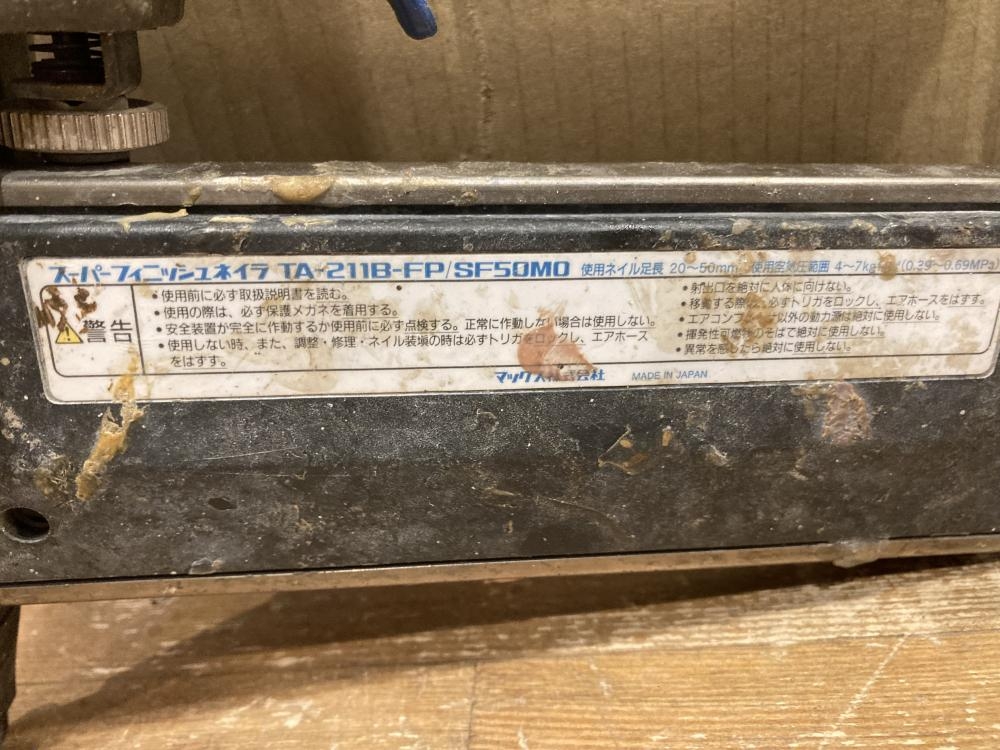 スーパーフィニッシュネイラ TA-211B-FP/SF50MO 使用ネイル足長 20～50mm 使用空気圧範囲 4～7kg (0.39～0.69MPa)
警告
・使用前に必ず取扱説明書を読む。
・使用の際は、必ず保護メガネを着用する。
・安全装置が完全に作動するか使用前に必ず点検する。正常に作動しない場合は使用しない。
・使用しない時、また、調整・修理・ネイル装塡の時は必ずトリガをロックし、エアホース
をはずす。
・射出口を絶対に人体に向けない。
・移動する際は、必ずトリガをロックし、エアホースをはずす。
・エアコンプレッサ以外の動力源は絶対に使用しない。
・揮発性可燃物のそばで絶対に使用しない。
・異常を感じたら絶対に使用しない。
マックス株式会社 MADE IN JAPAN